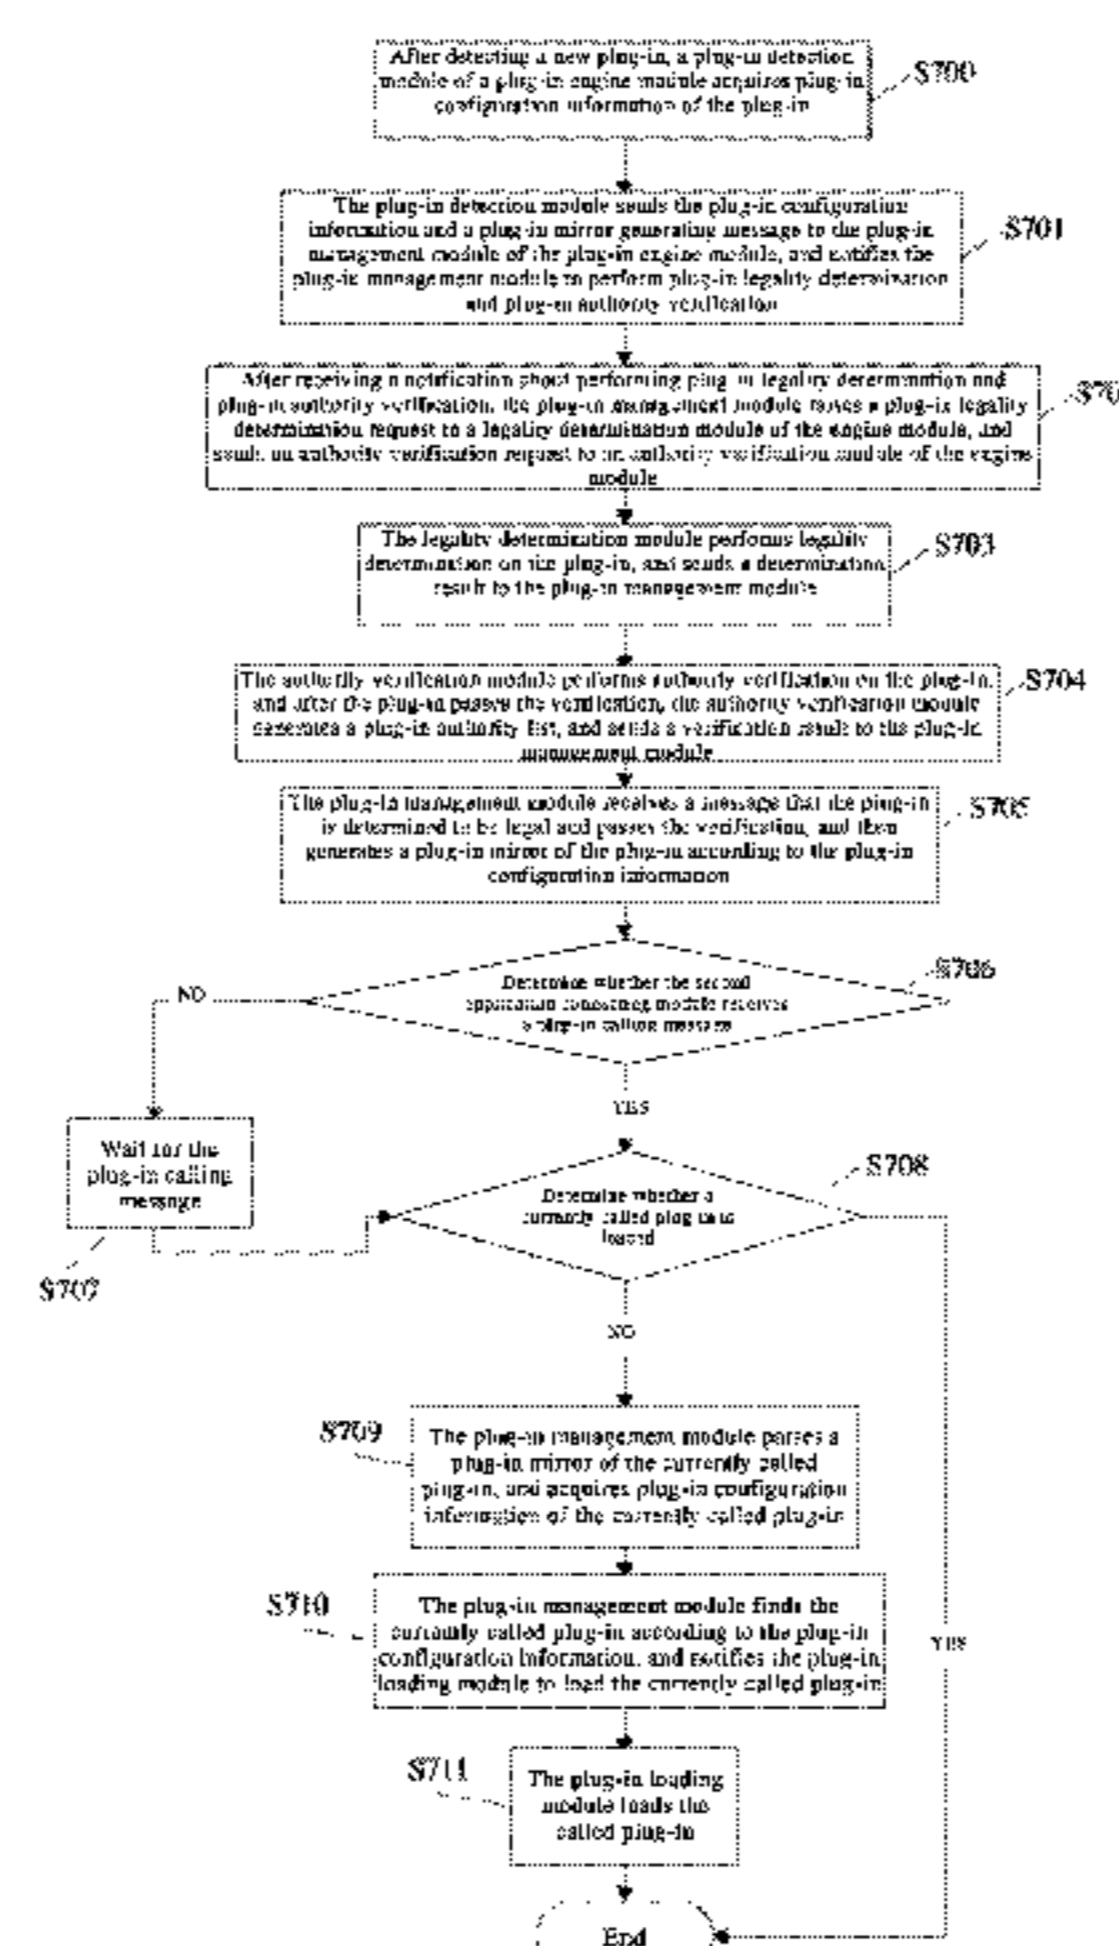 After detecting a new plug-in, a plug-in detection
module of a plug-in engine module acquires plug-in
configuration information of the plug-in
S700
The plug-in detection module sends the plug-in configuration
information and a plug-in mirror generating message to the plug-in
management module of the plug-in engine module, and notifies the
plug-in management module to perform plug-in legality determination
and plug-in authority verification
S701
After receiving a notification about performing plug-in legality determination and
plug-in authority verification, the plug-in management module raises a plug-in legality
determination request to a legality determination module of the engine module, and
sends an authority verification request to an authority verification module of the engine
module
S70
The legality determination module performs legality
determination on the plug-in, and sends a determination
result to the plug-in management module
S703
The authority verification module performs authority verification on the plug-in,
and after the plug-in passes the verification, the authority verification module
generates a plug-in authority list, and sends a verification result to the plug-in
management module
S704
The plug-in management module receives a message that the plug-in
is determined to be legal and passes the verification, and then
generates a plug-in mirror of the plug-in according to the plug-in
configuration information
S705
Determine whether the second
application connecting module receives
a plug-in calling message
S706
NO
YES
Wait for the
plug-in calling
message
S707
Determine whether a
currently called plug-in is
loaded
S708
NO
The plug-in management module parses a
plug-in mirror of the currently called
plug-in, and acquires plug-in configuration
information of the currently called plug-in
S709
The plug-in management module finds the
currently called plug-in according to the plug-in
configuration information, and notifies the plug-in
loading module to load the currently called plug-in
S710
YES
The plug-in loading
module loads the
called plug-in
S711
End